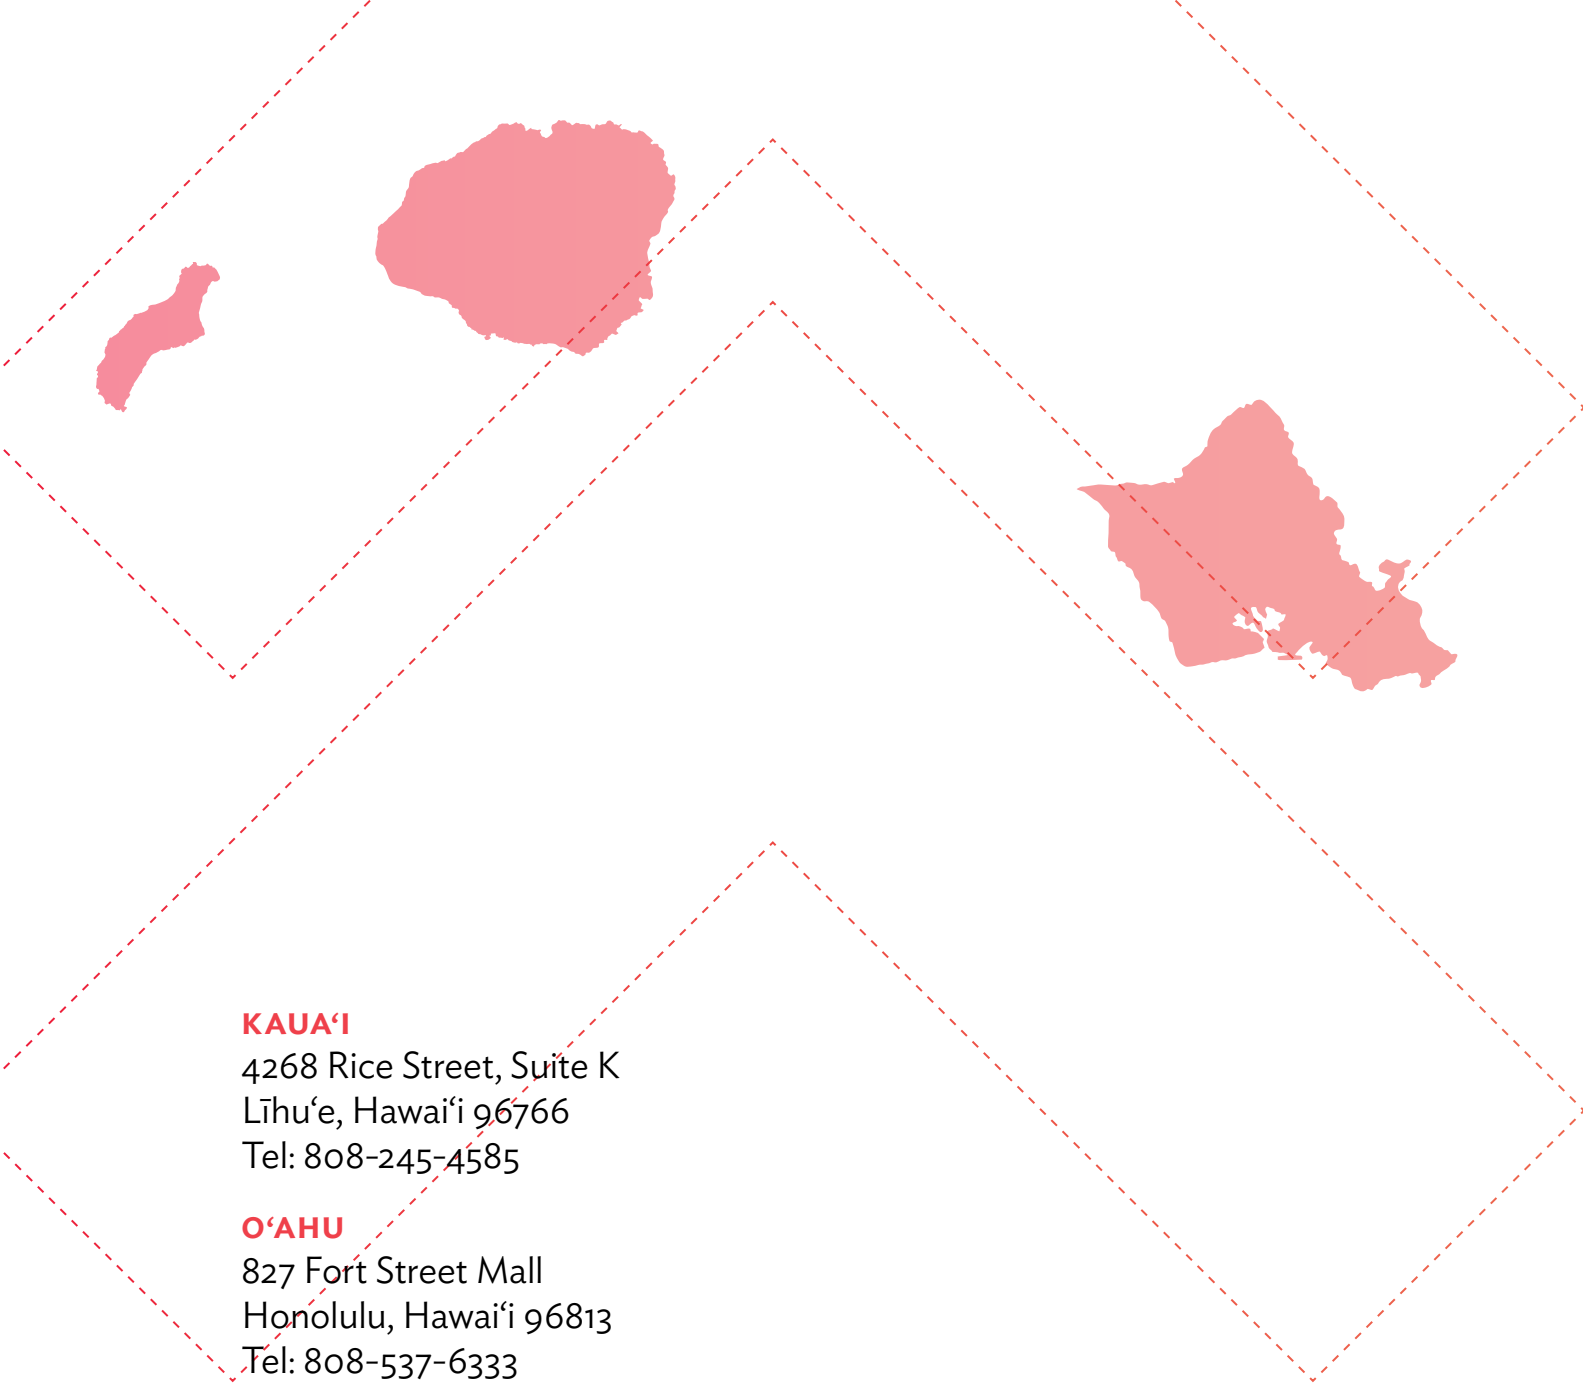 KAUAʻI
4268 Rice Street, Suite K
Līhuʻe, Hawaiʻi 96766
Tel: 808-245-4585
OʻAHU
827 Fort Street Mall
Honolulu, Hawaiʻi 96813
Tel: 808-537-6333